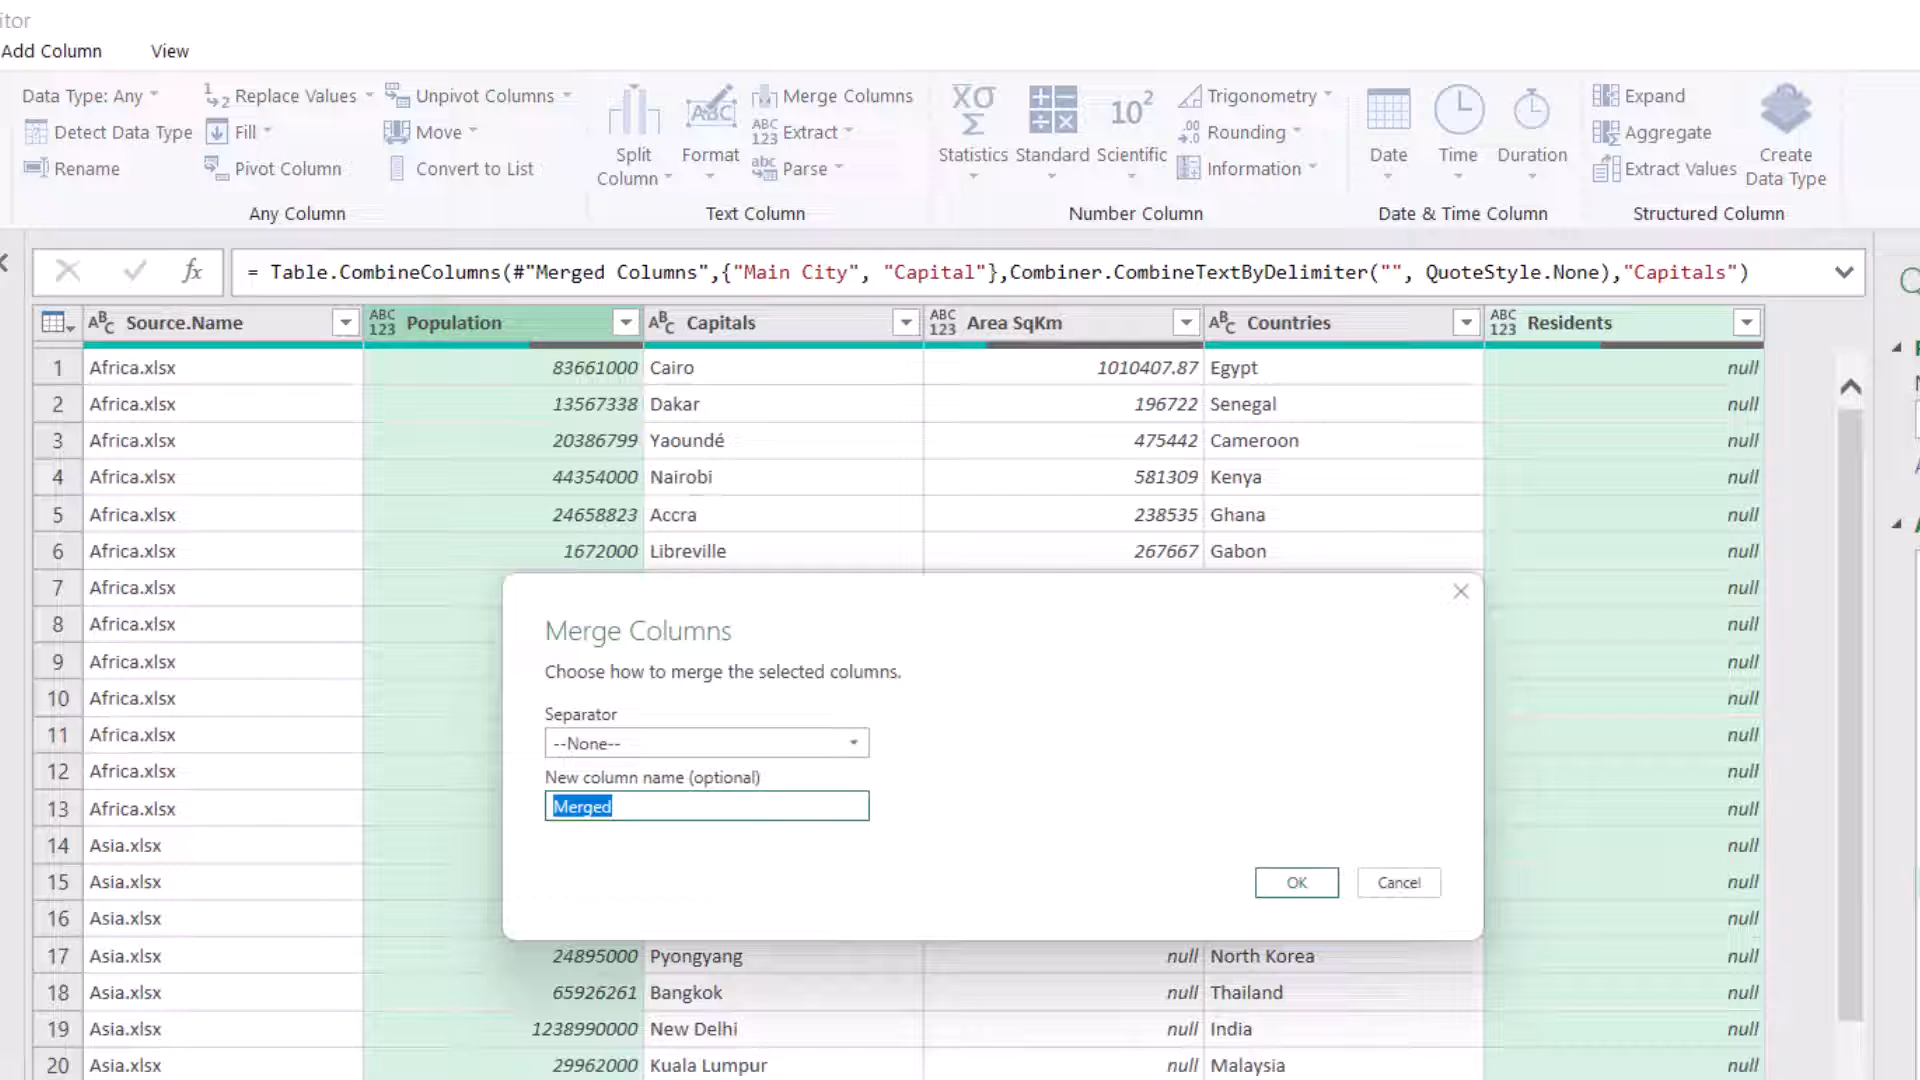 itor
Add Column View
Data Type: Any Replace Values Unpivot Columns Merge Columns Trigonometry Expand
Detect Data Type Fill Move Extract Rounding Aggregate
Rename Pivot Column Convert to List Split Column Format Parse Statistics Standard Scientific Information Date Time Duration Extract Values Create Data Type
Any Column Text Column Number Column Date & Time Column Structured Column
fx = Table.CombineColumns(#"Merged Columns",{"Main City", "Capital"},Combiner.CombineTextByDelimiter("", QuoteStyle.None),"Capitals")
ABC Source.Name ABC 123 Population ABC Capitals ABC 123 Area SqKm ABC Countries ABC 123 Residents
1 Africa.xlsx 83661000 Cairo 1010407.87 Egypt null
2 Africa.xlsx 13567338 Dakar 196722 Senegal null
3 Africa.xlsx 20386799 Yaoundé 475442 Cameroon null
4 Africa.xlsx 44354000 Nairobi 581309 Kenya null
5 Africa.xlsx 24658823 Accra 238535 Ghana null
6 Africa.xlsx 1672000 Libreville 267667 Gabon null
7 Africa.xlsx null
8 Africa.xlsx null
9 Africa.xlsx null
10 Africa.xlsx null
11 Africa.xlsx null
12 Africa.xlsx null
13 Africa.xlsx null
14 Asia.xlsx null
15 Asia.xlsx null
16 Asia.xlsx null
17 Asia.xlsx 24895000 Pyongyang null North Korea null
18 Asia.xlsx 65926261 Bangkok null Thailand null
19 Asia.xlsx 1238990000 New Delhi null India null
20 Asia.xlsx 29962000 Kuala Lumpur null Malaysia null
Merge Columns
Choose how to merge the selected columns.
Separator
--None--
New column name (optional)
Merged
OK Cancel